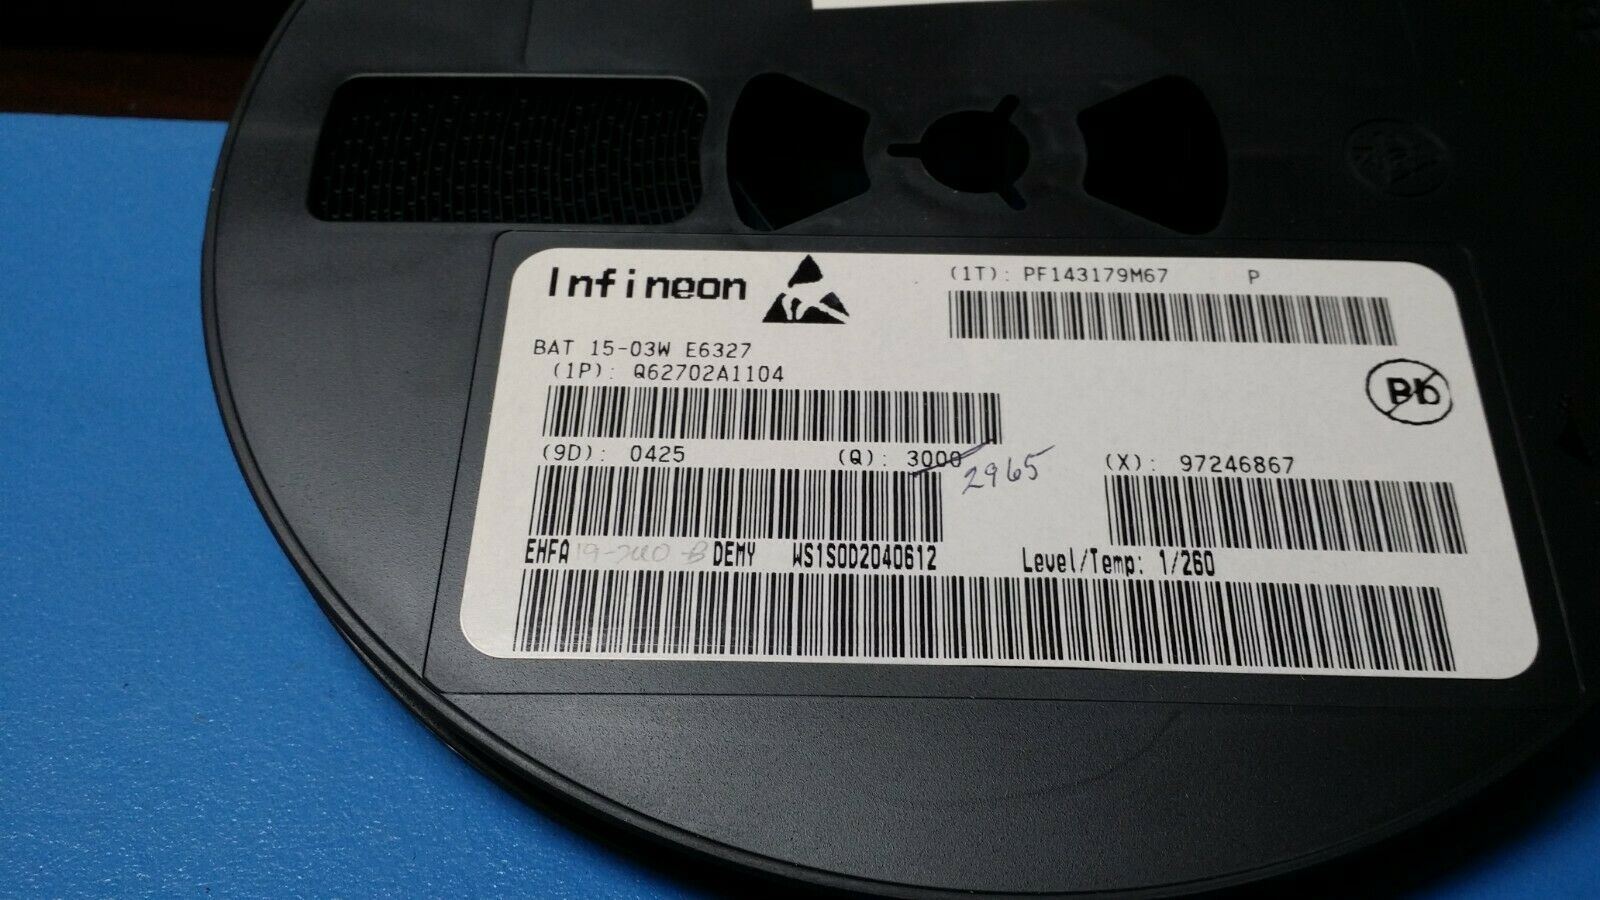 Infineon
(1T): PF143179M67 P
BAT 15-03W E6327
(1P): Q62702A1104
Pb
(9D): 0425 (Q): 3000 2965 (X): 97246867
EHFA DEMY WS1SOD2040612 Level/Temp: 1/260